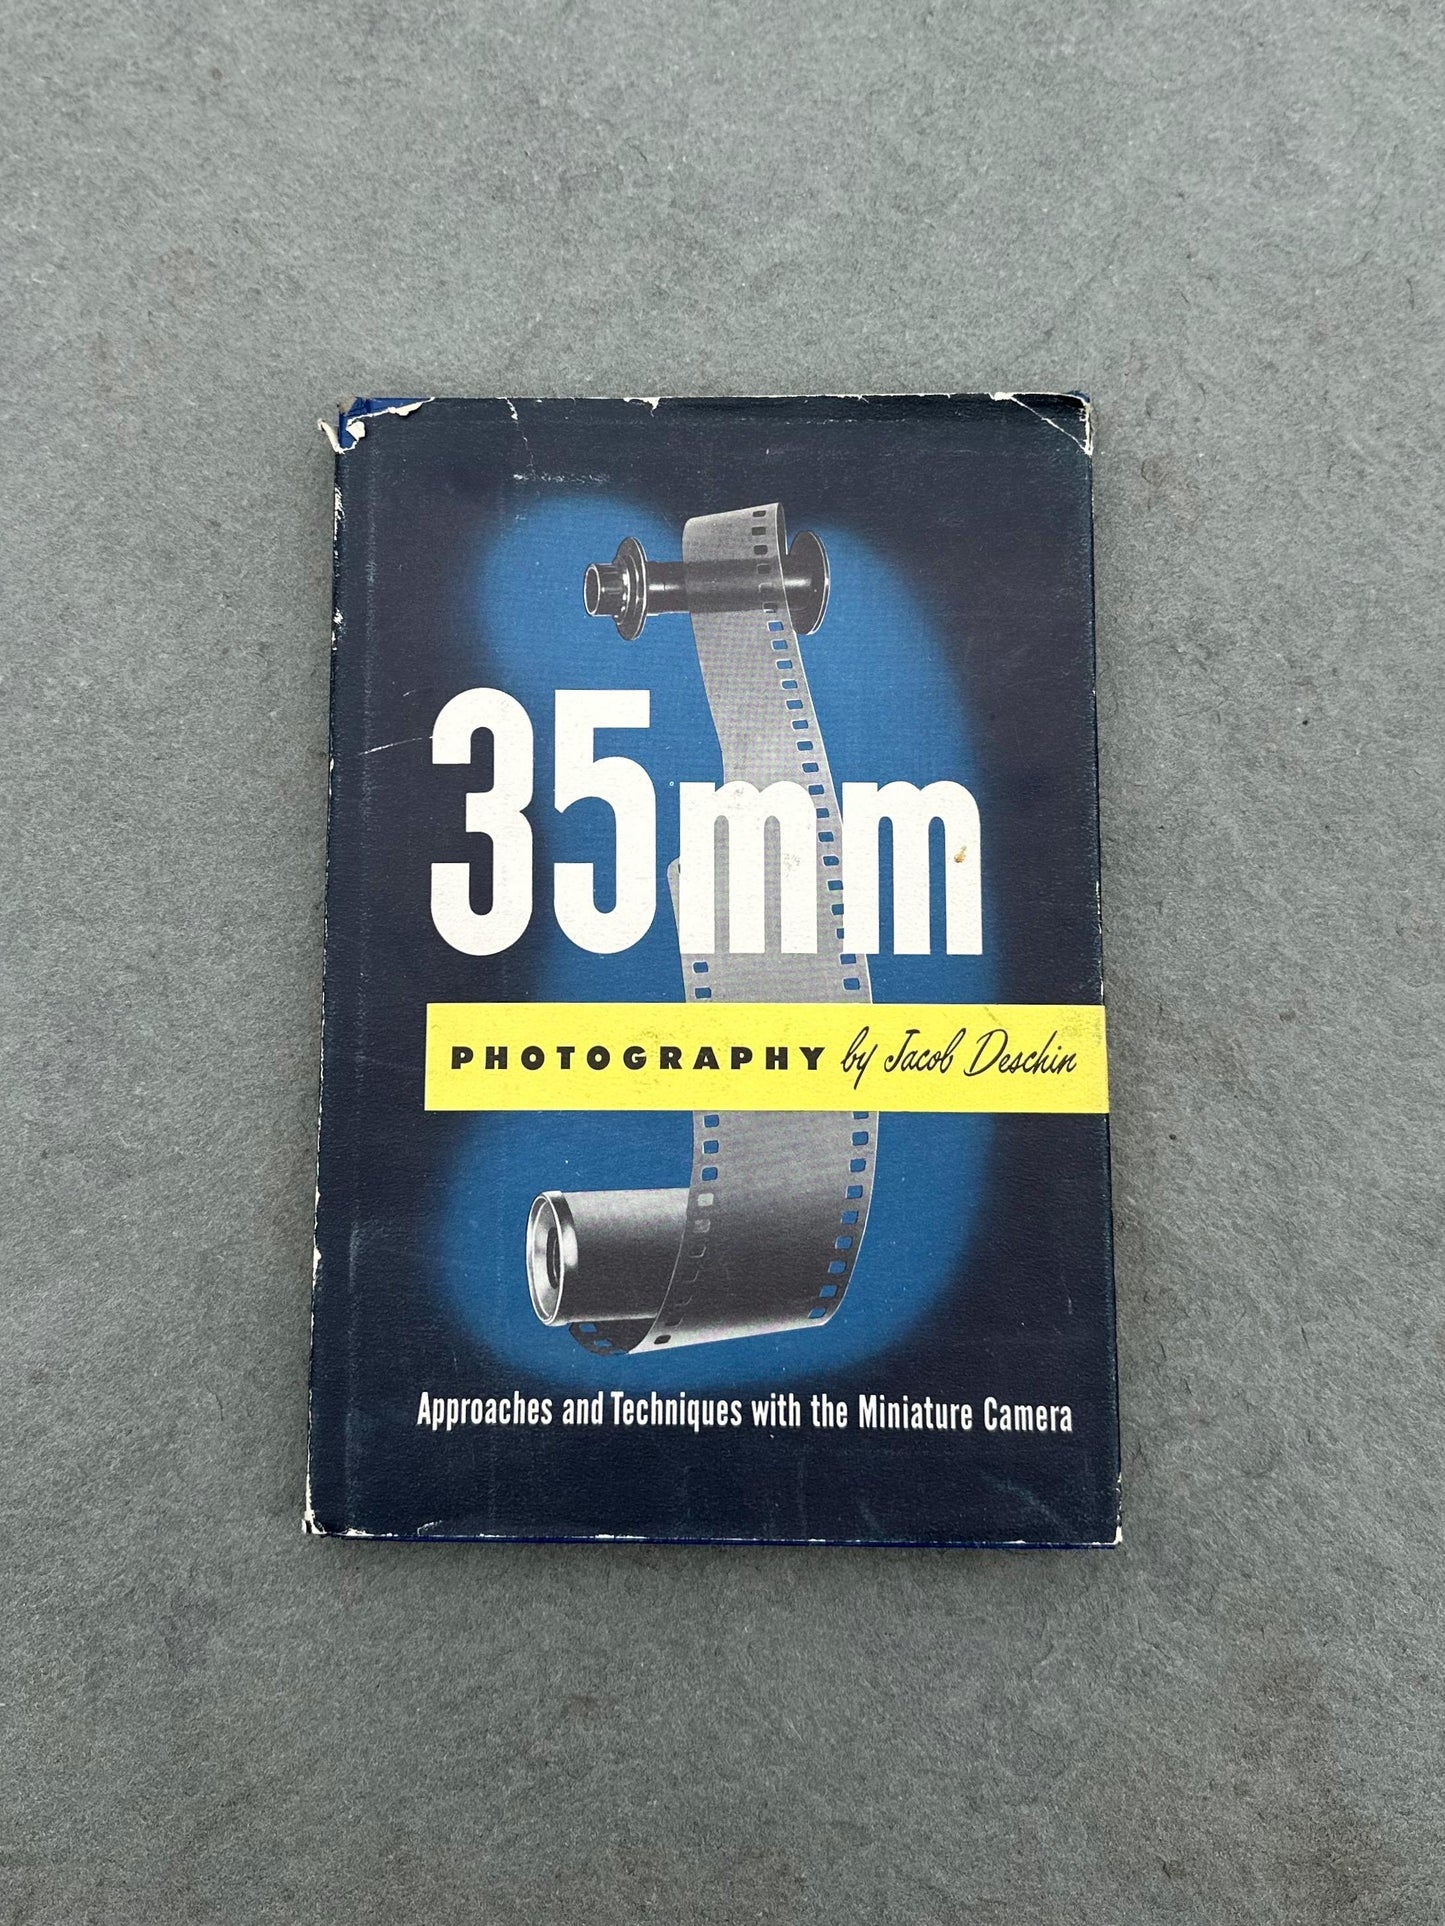 35mm
PHOTOGRAPHY by Jacob Deschin
Approaches and Techniques with the Miniature Camera